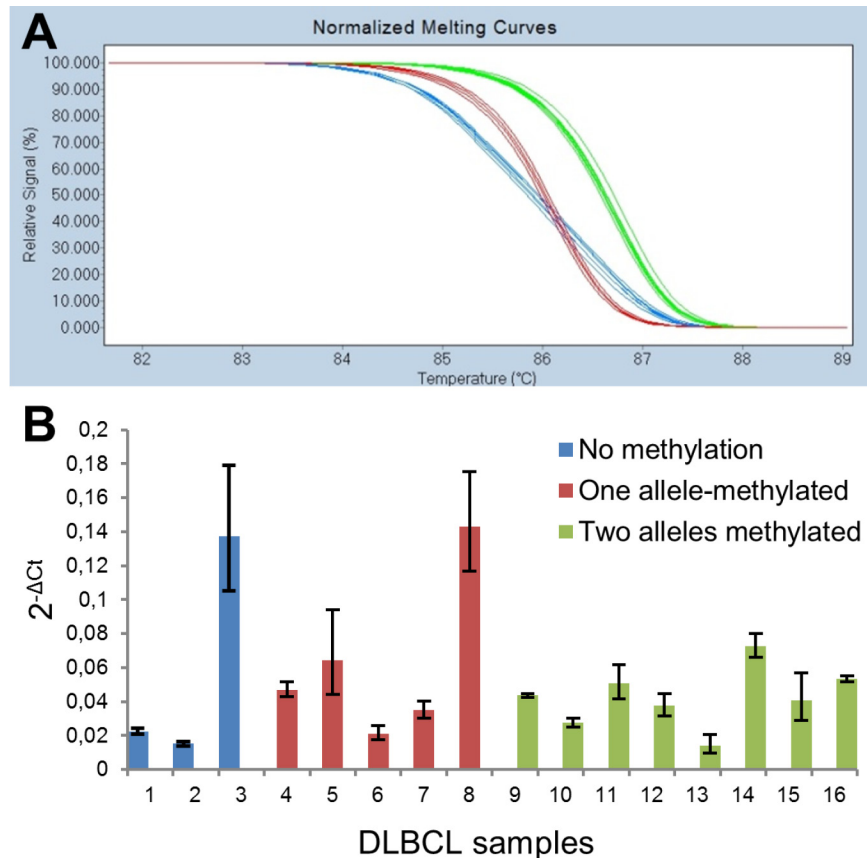 A
Normalized Melting Curves
Relative Signal (%)
100.000
90.000
80.000
70.000
60.000
50.000
40.000
30.000
20.000
10.000
0.000
82 83 84 85 86 87 88 89
Temperature (°C)
B
2^-ΔCt
0,2
0,18
0,16
0,14
0,12
0,1
0,08
0,06
0,04
0,02
0
No methylation
One allele-methylated
Two alleles methylated
1 2 3 4 5 6 7 8 9 10 11 12 13 14 15 16
DLBCL samples